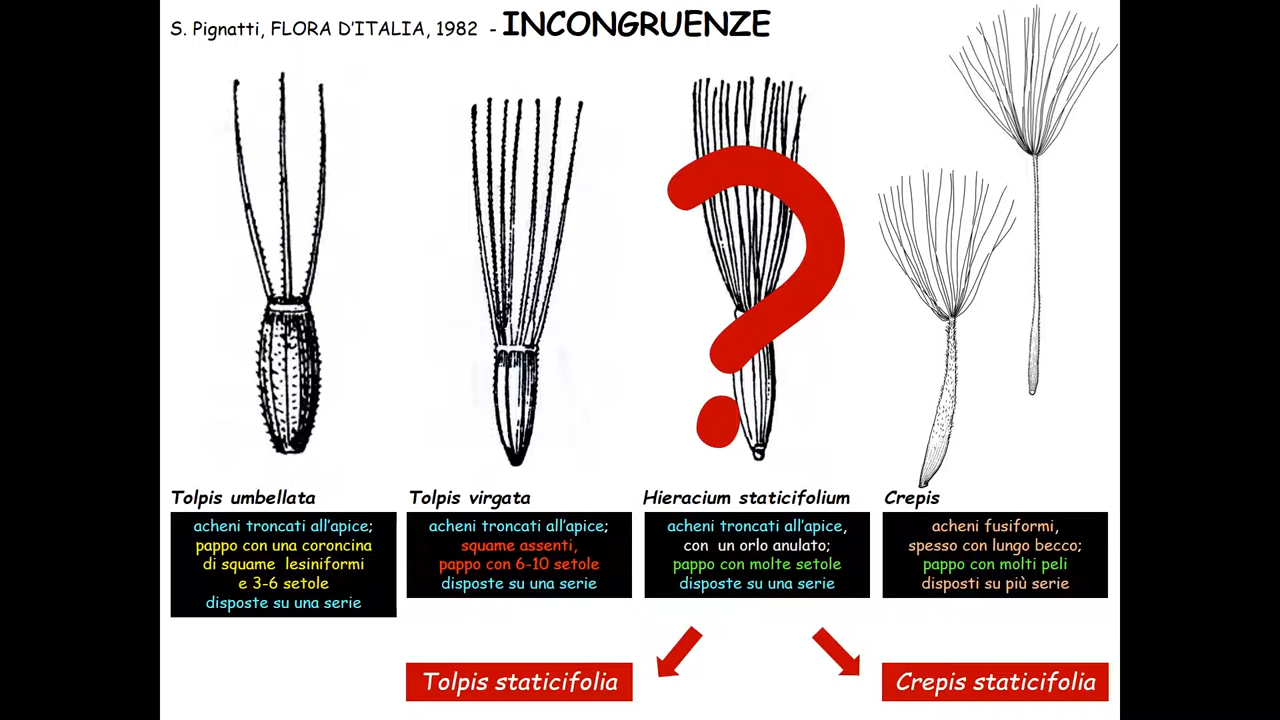 S. Pignatti, FLORA D'ITALIA, 1982 - INCONGRUENZE
Tolpis umbellata
acheni troncati all'apice;
pappo con una coroncina
di squame lesiniformi
e 3-6 setole
disposte su una serie
Tolpis virgata
acheni troncati all'apice;
squame assenti,
pappo con 6-10 setole
disposte su una serie
Hieracium staticifolium
acheni troncati all'apice,
con un orlo anulato;
pappo con molte setole
disposte su una serie
Crepis
acheni fusiformi,
spesso con lungo becco;
pappo con molti peli
disposti su più serie
?
Tolpis staticifolia
Crepis staticifolia